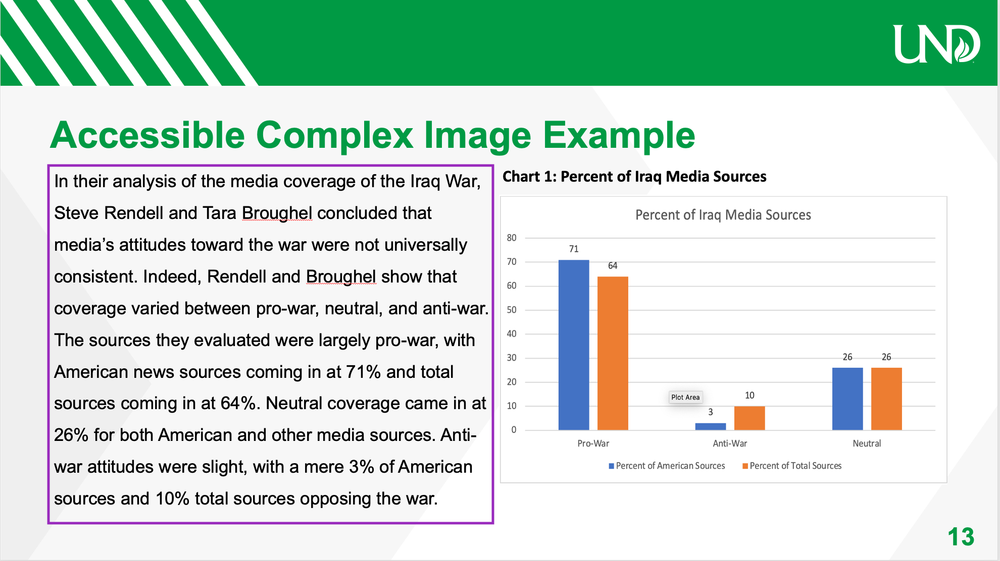 UND
Accessible Complex Image Example
In their analysis of the media coverage of the Iraq War,
Steve Rendell and Tara Broughel concluded that
media’s attitudes toward the war were not universally
consistent. Indeed, Rendell and Broughel show that
coverage varied between pro-war, neutral, and anti-war.
The sources they evaluated were largely pro-war, with
American news sources coming in at 71% and total
sources coming in at 64%. Neutral coverage came in at
26% for both American and other media sources. Anti-
war attitudes were slight, with a mere 3% of American
sources and 10% total sources opposing the war.
Chart 1: Percent of Iraq Media Sources
Percent of Iraq Media Sources
80
70
60
50
40
30
20
10
0
71
64
3
10
26
26
Plot Area
Pro-War
Anti-War
Neutral
Percent of American Sources
Percent of Total Sources
13